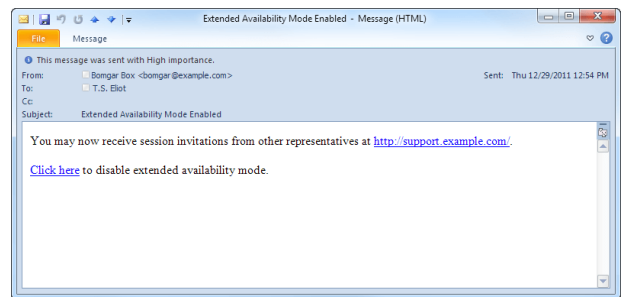 Extended Availability Mode Enabled - Message (HTML)
File Message
This message was sent with High importance.
From: Bomgar Box <bomgar@example.com> Sent: Thu 12/29/2011 12:54 PM
To: T.S. Eliot
Cc:
Subject: Extended Availability Mode Enabled
You may now receive session invitations from other representatives at http://support.example.com/.
Click here to disable extended availability mode.